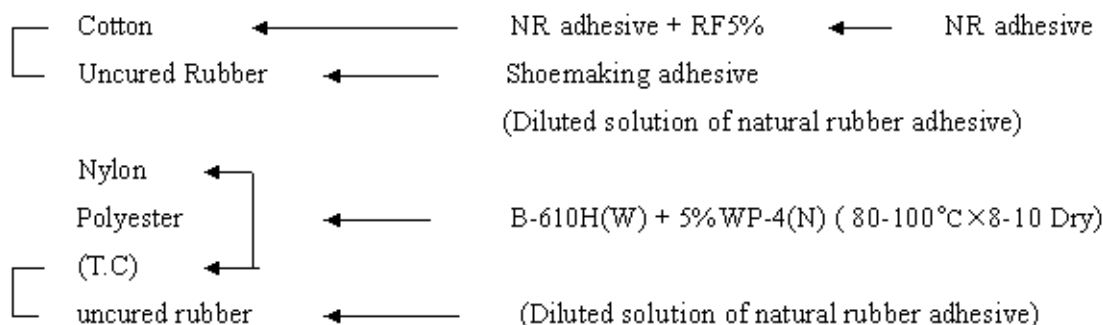 Cotton NR adhesive + RF5% NR adhesive
Uncured Rubber Shoemaking adhesive
(Diluted solution of natural rubber adhesive)
Nylon
Polyester B-610H(W) + 5%WP-4(N) ( 80-100℃×8-10 Dry)
(T.C)
uncured rubber (Diluted solution of natural rubber adhesive)